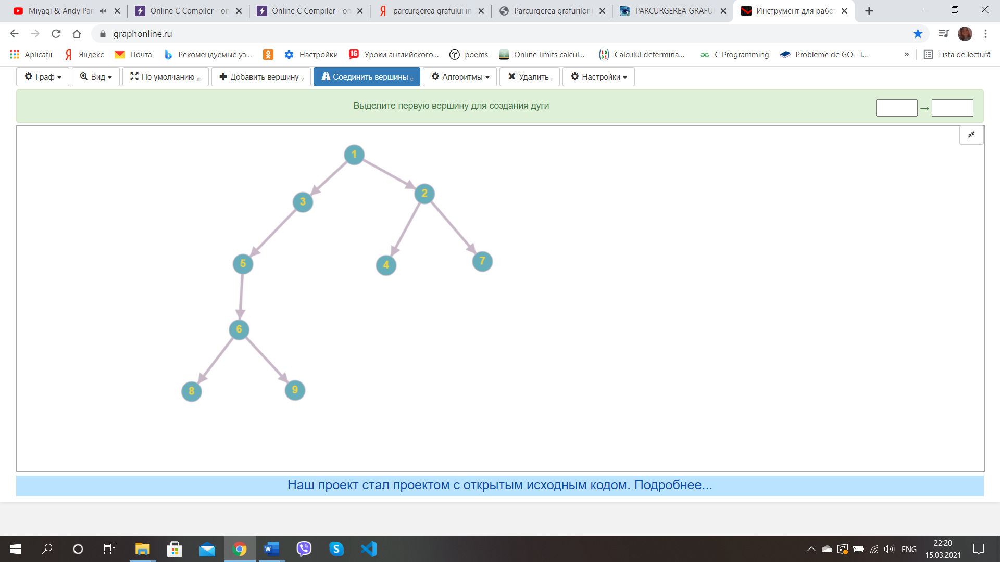 Miyagi & Andy Pan
Online C Compiler - on
Online C Compiler - on
parcurgerea grafului in
Parcurgerea grafurilor i
PARCURGEREA GRAFU
Инструмент для рабо
graphonline.ru
Aplicații
Яндекс
Почта
Рекомендуемые уз...
Настройки
16
Уроки английского...
poems
Online limits calcul...
Calculul determina...
C Programming
Probleme de GO - I...
»
Lista de lectură
Граф
Вид
По умолчанию m
Добавить вершину v
Соединить вершины e
Алгоритмы
Удалить r
Настройки
Выделите первую вершину для создания дуги
→
1
2
3
5
4
7
6
8
9
Наш проект стал проектом с открытым исходным кодом. Подробнее...
ENG
22:20
15.03.2021